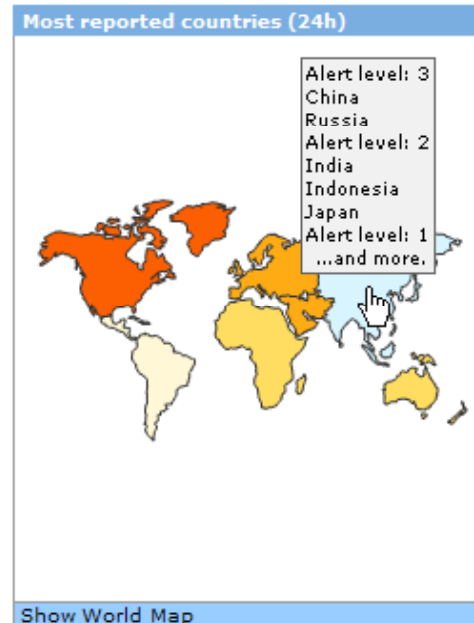 Most reported countries (24h)
Alert level: 3
China
Russia
Alert level: 2
India
Indonesia
Japan
Alert level: 1
...and more.
Show World Map